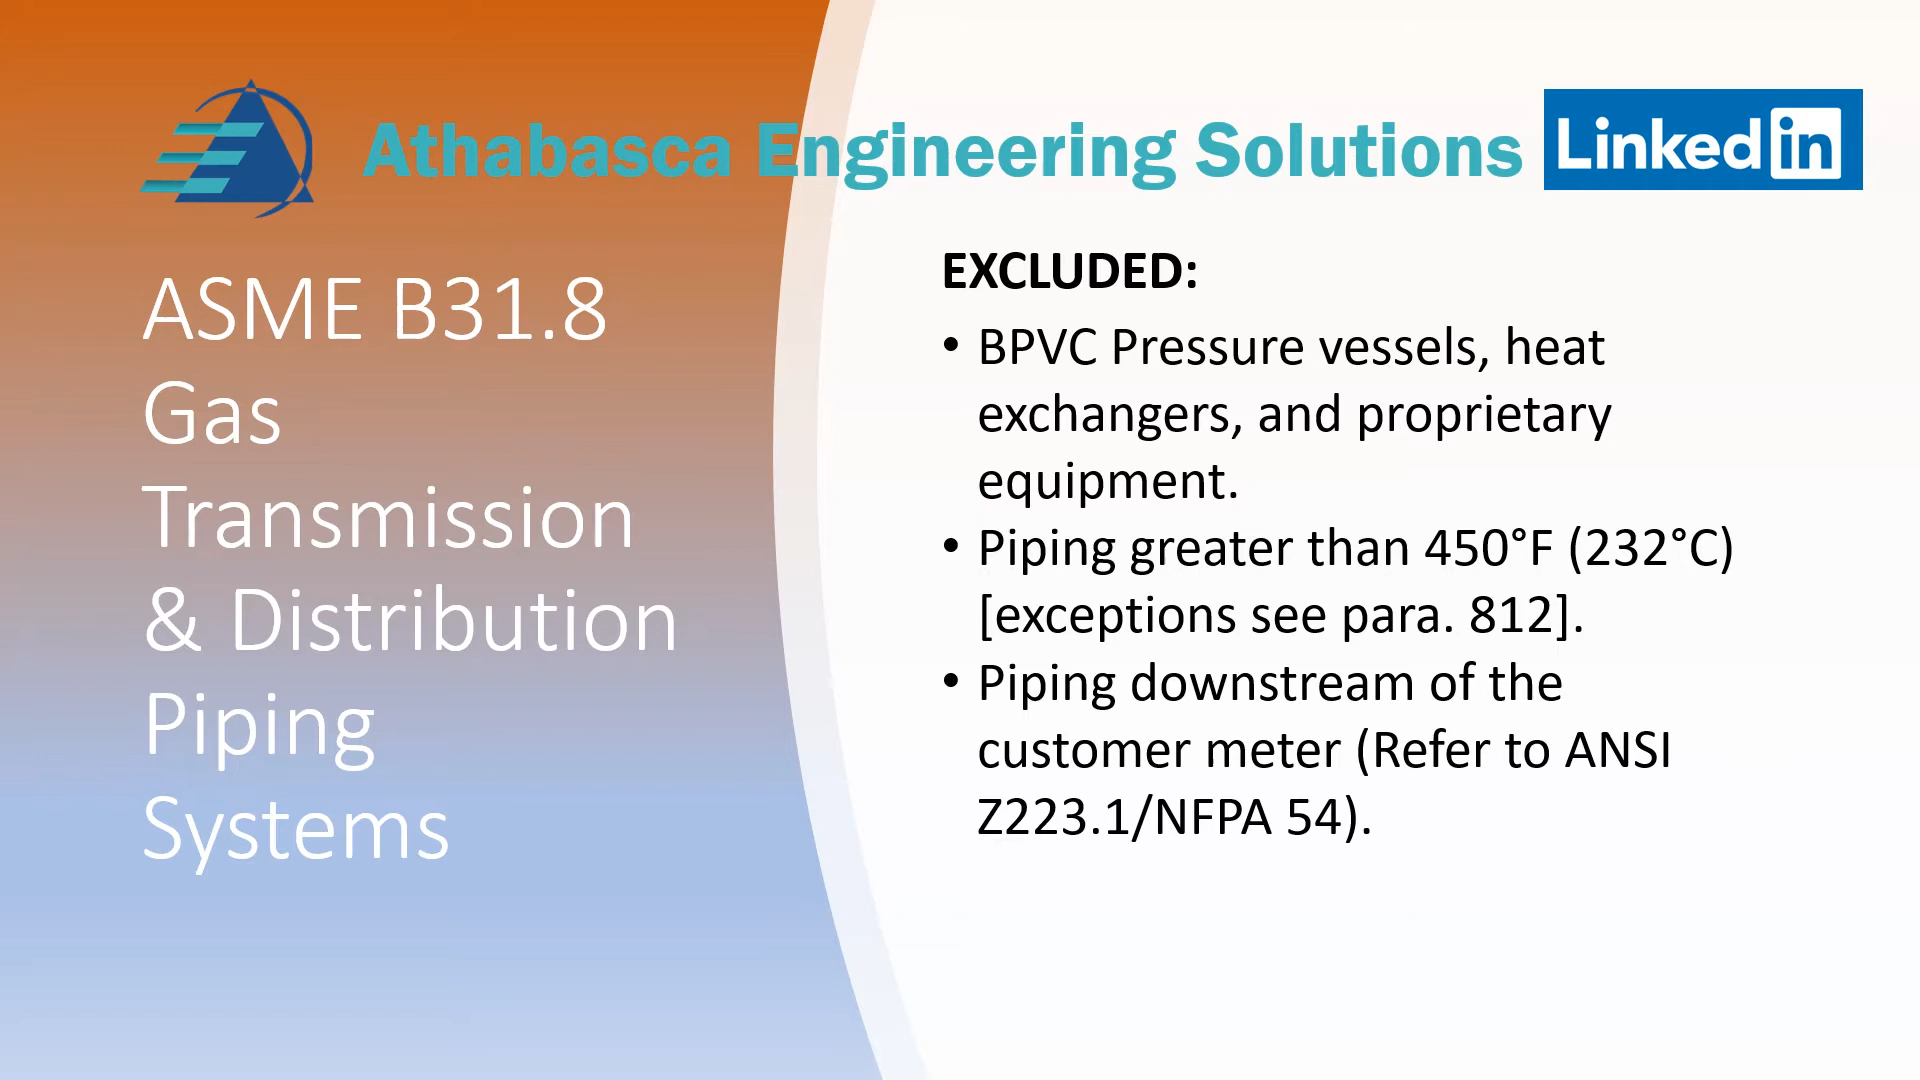 Athabasca Engineering Solutions
Linked in
ASME B31.8
Gas
Transmission
& Distribution
Piping
Systems
EXCLUDED:
• BPVC Pressure vessels, heat
exchangers, and proprietary
equipment.
• Piping greater than 450°F (232°C)
[exceptions see para. 812].
• Piping downstream of the
customer meter (Refer to ANSI
Z223.1/NFPA 54).